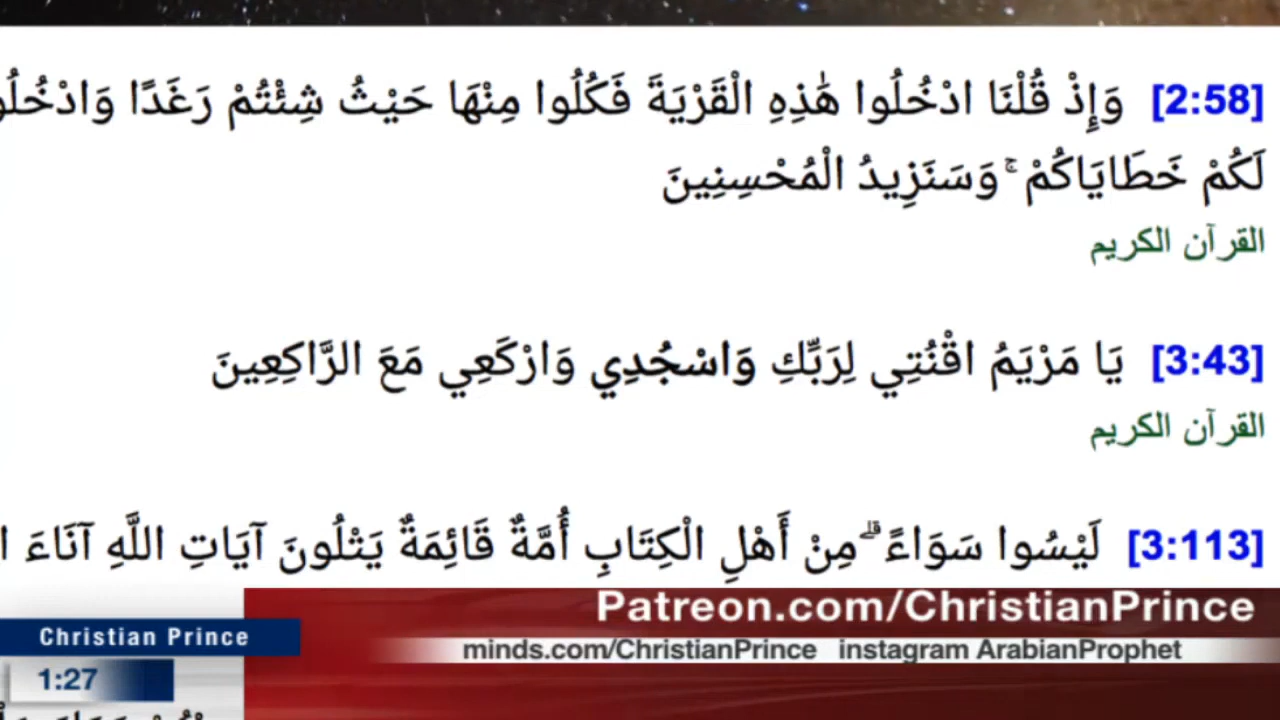 [2:58] وَإِذْ قُلْنَا ادْخُلُوا هَٰذِهِ الْقَرْيَةَ فَكُلُوا مِنْهَا حَيْثُ شِئْتُمْ رَغَدًا
لَكُمْ خَطَايَاكُمْ ۚ وَسَنَزِيدُ الْمُحْسِنِينَ
القرآن الكريم
[3:43] يَا مَرْيَمُ اقْنُتِي لِرَبِّكِ وَاسْجُدِي وَارْكَعِي مَعَ الرَّاكِعِينَ
القرآن الكريم
[3:113] لَيْسُوا سَوَاءً ۗ مِنْ أَهْلِ الْكِتَابِ أُمَّةٌ قَائِمَةٌ يَتْلُونَ آيَاتِ اللَّهِ آنَاءَ
Patreon.com/ChristianPrince
Christian Prince
minds.com/ChristianPrince instagram ArabianProphet
1:27